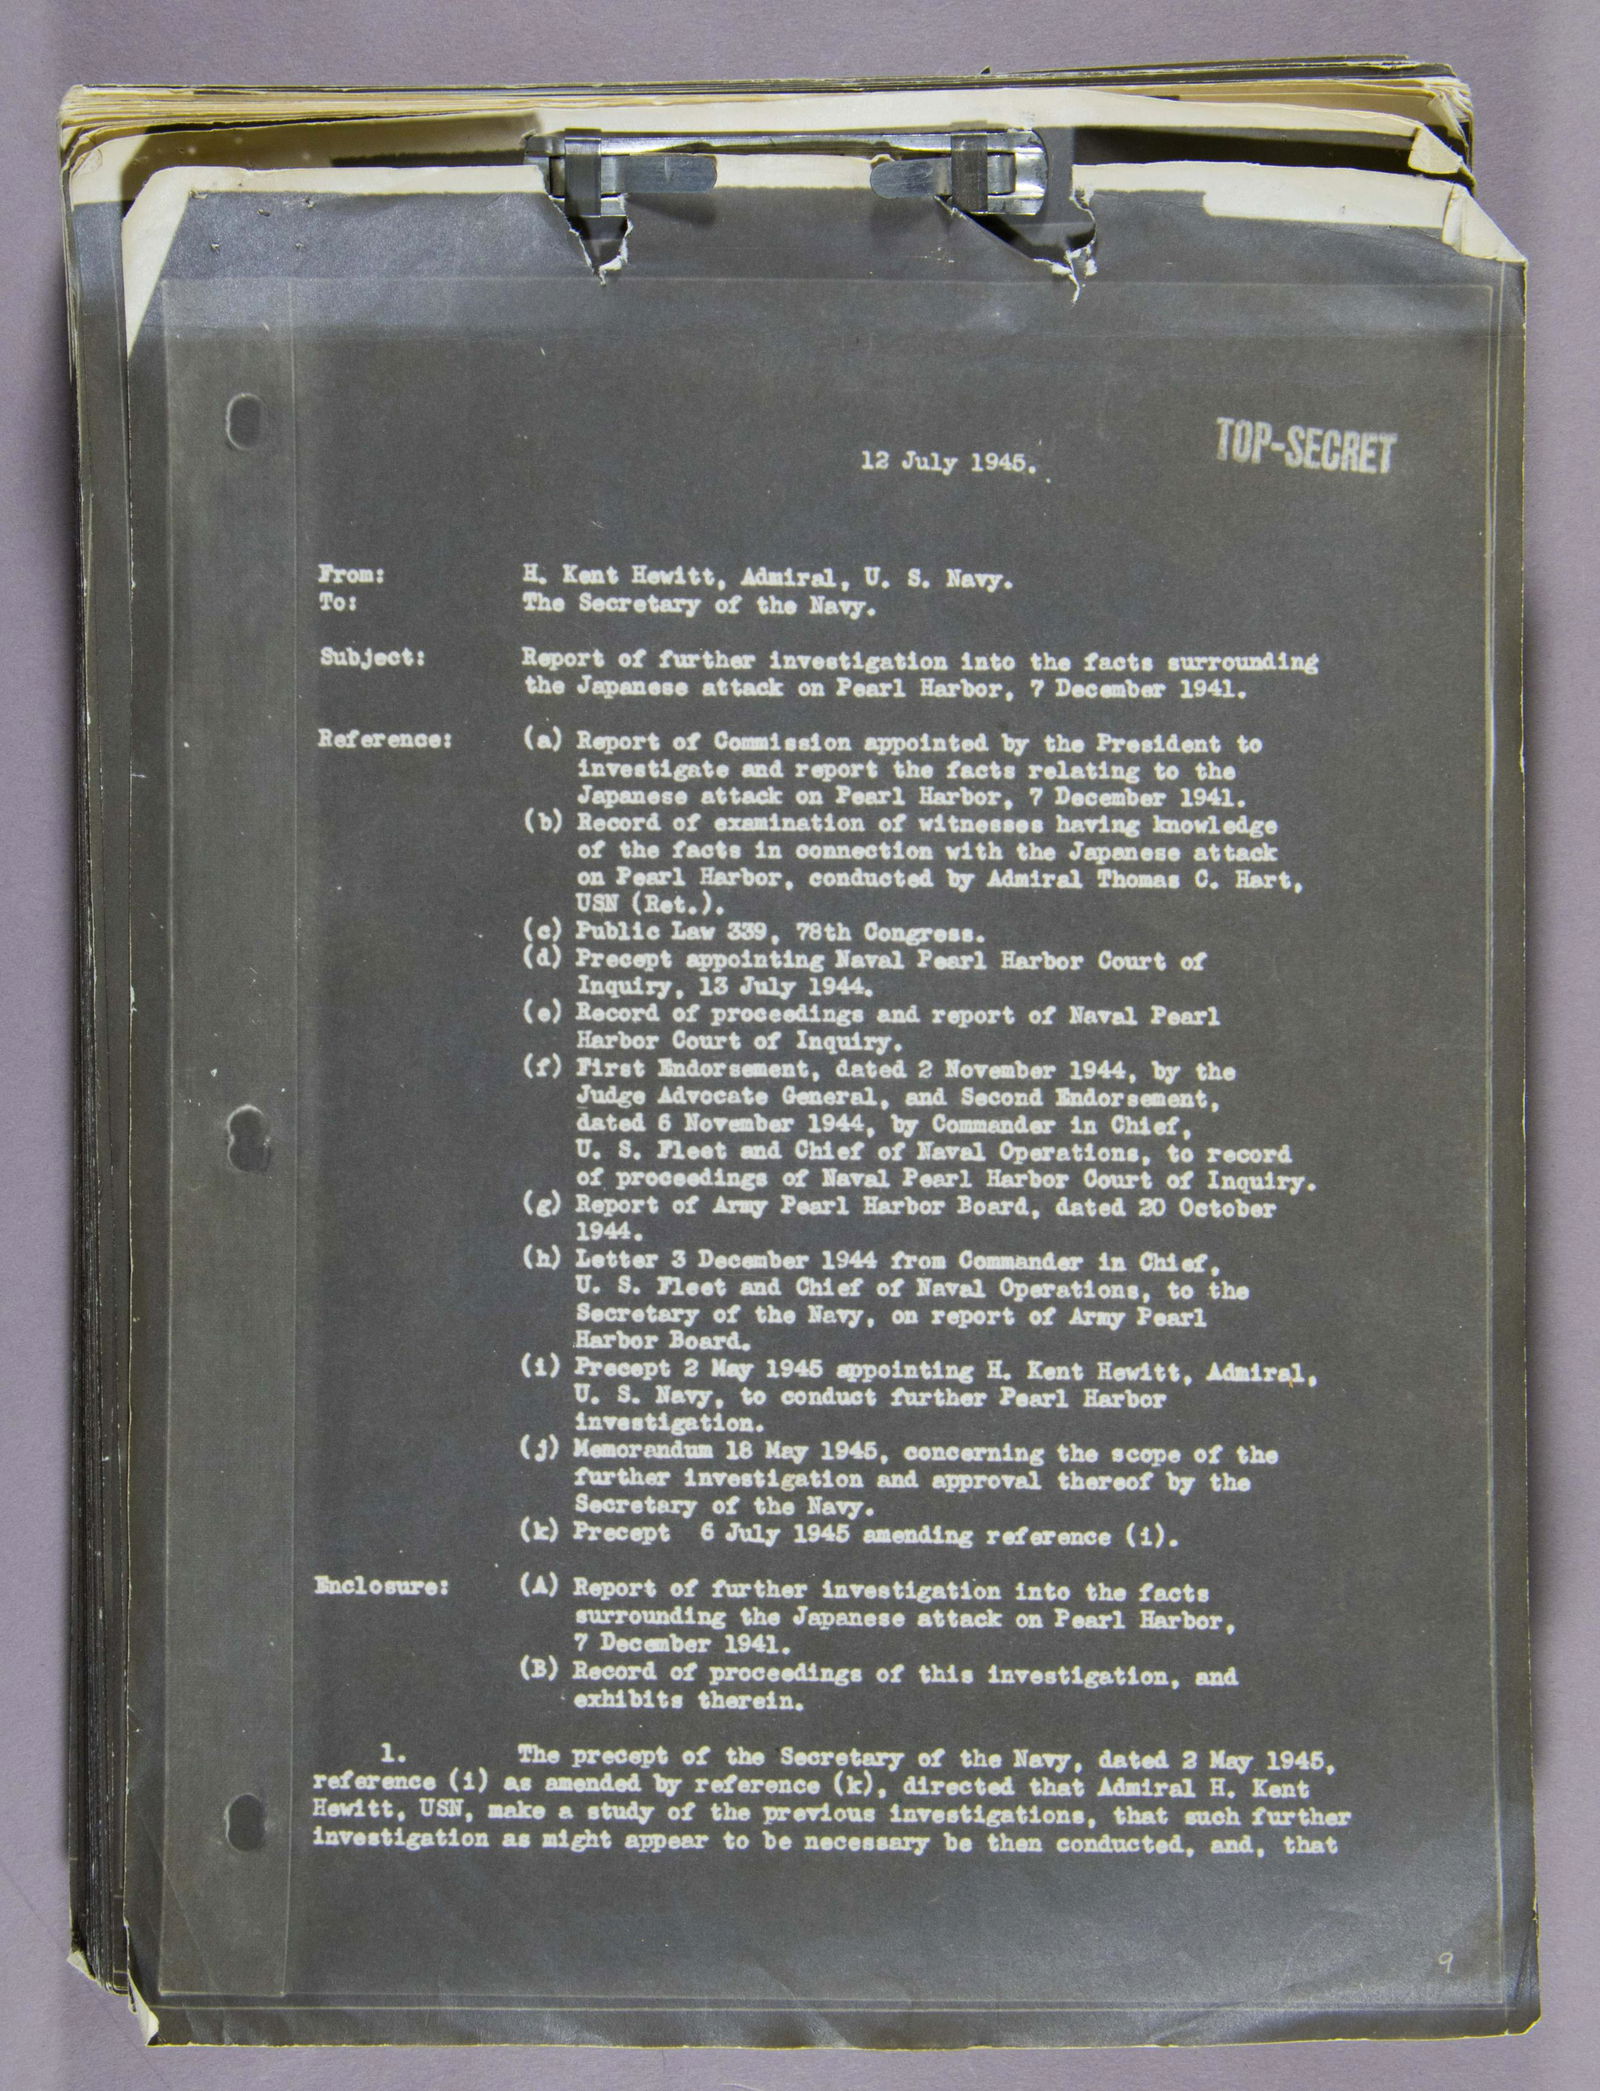 TOP-SECRET
12 July 1945.
From: H. Kent Hewitt, Admiral, U. S. Navy.
To: The Secretary of the Navy.
Subject: Report of further investigation into the facts surrounding
the Japanese attack on Pearl Harbor, 7 December 1941.
Reference: (a) Report of Commission appointed by the President to
investigate and report the facts relating to the
Japanese attack on Pearl Harbor, 7 December 1941.
(b) Record of examination of witnesses having knowledge
of the facts in connection with the Japanese attack
on Pearl Harbor, conducted by Admiral Thomas C. Hart,
USN (Ret.).
(c) Public Law 339, 78th Congress.
(d) Precept appointing Naval Pearl Harbor Court of
Inquiry, 13 July 1944.
(e) Record of proceedings and report of Naval Pearl
Harbor Court of Inquiry.
(f) First Endorsement, dated 2 November 1944, by the
Judge Advocate General, and Second Endorsement,
dated 6 November 1944, by Commander in Chief,
U. S. Fleet and Chief of Naval Operations, to record
of proceedings of Naval Pearl Harbor Court of Inquiry.
(g) Report of Army Pearl Harbor Board, dated 20 October
1944.
(h) Letter 3 December 1944 from Commander in Chief,
U. S. Fleet and Chief of Naval Operations, to the
Secretary of the Navy, on report of Army Pearl
Harbor Board.
(i) Precept 2 May 1945 appointing H. Kent Hewitt, Admiral,
U. S. Navy, to conduct further Pearl Harbor
investigation.
(j) Memorandum 18 May 1945, concerning the scope of the
further investigation and approval thereof by the
Secretary of the Navy.
(k) Precept 6 July 1945 amending reference (i).
Enclosure: (A) Report of further investigation into the facts
surrounding the Japanese attack on Pearl Harbor,
7 December 1941.
(B) Record of proceedings of this investigation, and
exhibits therein.
1. The precept of the Secretary of the Navy, dated 2 May 1945,
reference (i) as amended by reference (k), directed that Admiral H. Kent
Hewitt, USN, make a study of the previous investigations, that such further
investigation as might appear to be necessary be then conducted, and, that
9